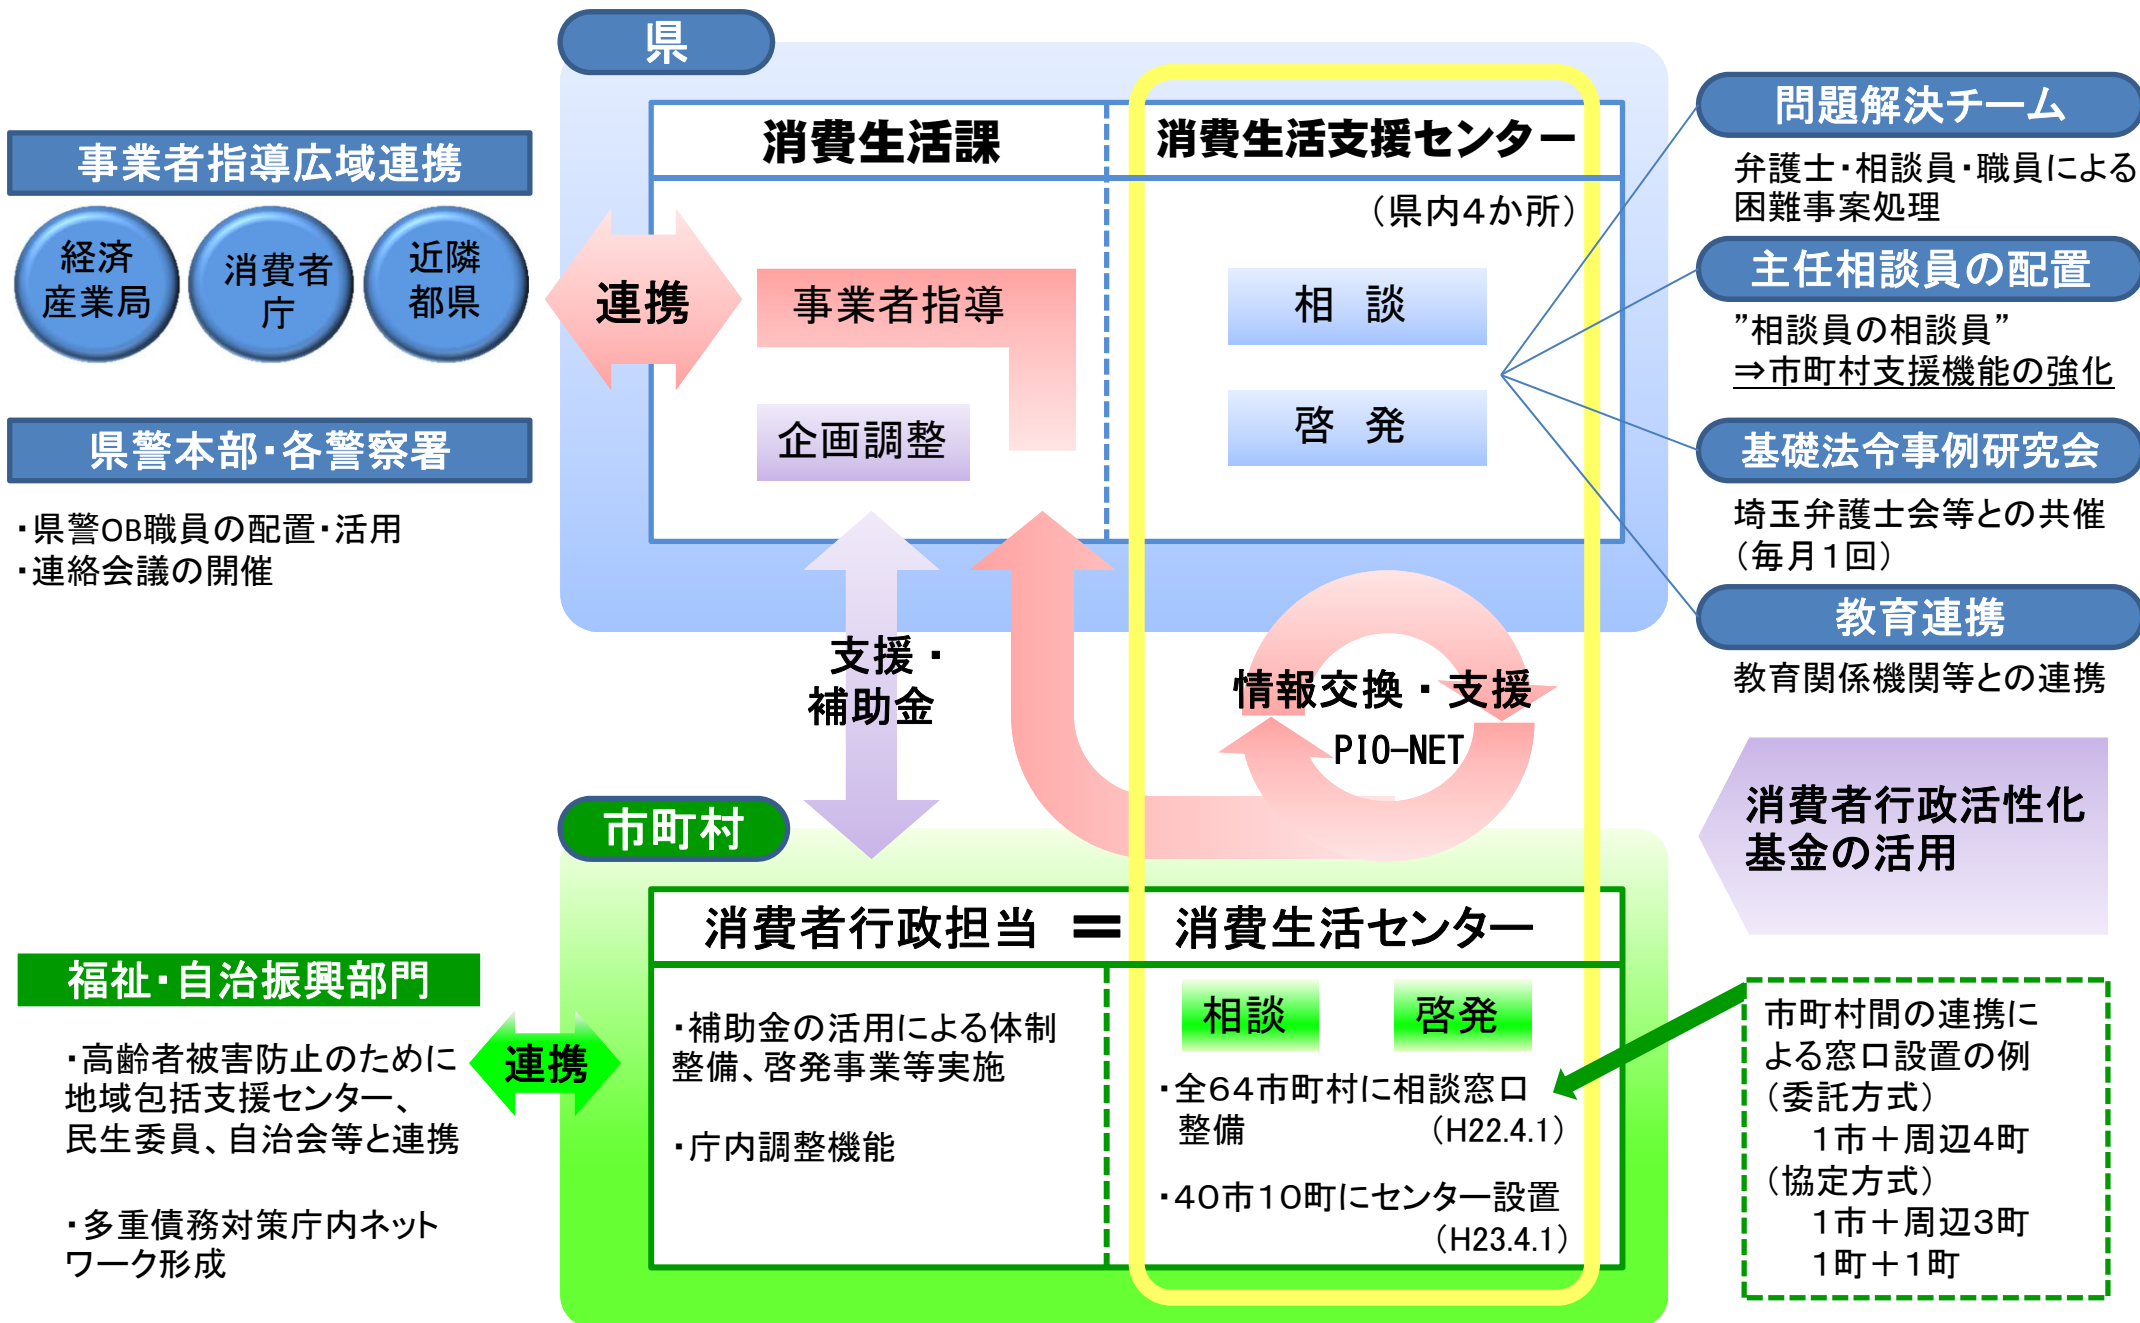 県
消費生活課
消費生活支援センター
（県内４か所）
事業者指導
企画調整
相　談
啓　発
連携
事業者指導広域連携
経済
産業局
消費者
庁
近隣
都県
県警本部・各警察署
・県警OB職員の配置・活用
・連絡会議の開催
問題解決チーム
弁護士・相談員・職員による
困難事案処理
主任相談員の配置
”相談員の相談員”
⇒市町村支援機能の強化
基礎法令事例研究会
埼玉弁護士会等との共催
（毎月１回）
教育連携
教育関係機関等との連携
支援・
補助金
情報交換・支援
PIO-NET
消費者行政活性化
基金の活用
市町村
消費者行政担当　＝　消費生活センター
・補助金の活用による体制
整備、啓発事業等実施
・庁内調整機能
相談
啓発
・全６４市町村に相談窓口
整備　（H22.4.1）
・４０市１０町にセンター設置
（H23.4.1）
福祉・自治振興部門
連携
・高齢者被害防止のために
地域包括支援センター、
民生委員、自治会等と連携
・多重債務対策庁内ネット
ワーク形成
市町村間の連携に
よる窓口設置の例
（委託方式）
１市＋周辺４町
（協定方式）
１市＋周辺３町
１町＋１町